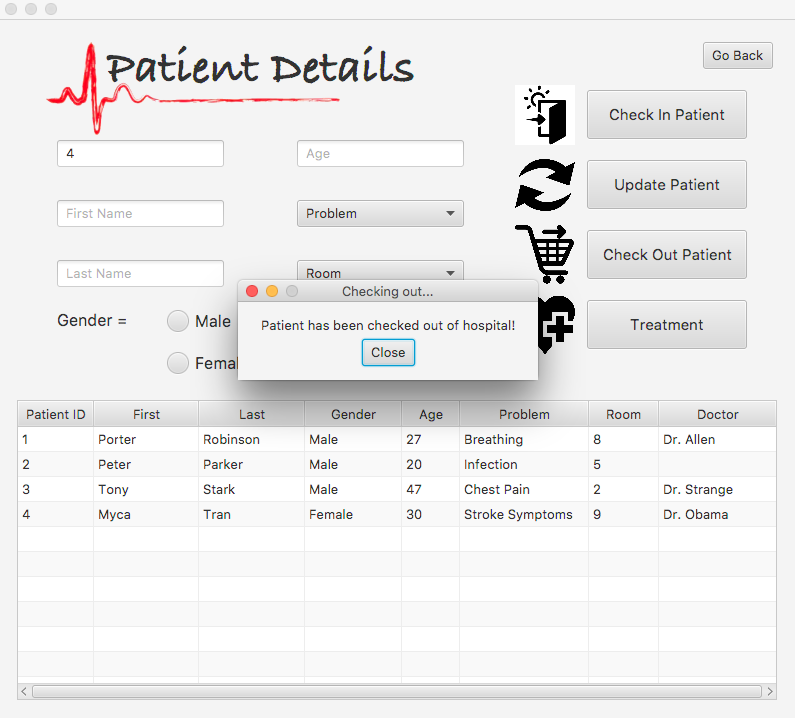 Patient Details
Go Back
Check In Patient
4
Age
Update Patient
First Name
Problem
Check Out Patient
Last Name
Room
Checking out...
Gender =
Male
Patient has been checked out of hospital!
Treatment
Close
Patient ID First Last Gender Age Problem Room Doctor
1 Porter Robinson Male 27 Breathing 8 Dr. Allen
2 Peter Parker Male 20 Infection 5
3 Tony Stark Male 47 Chest Pain 2 Dr. Strange
4 Myca Tran Female 30 Stroke Symptoms 9 Dr. Obama